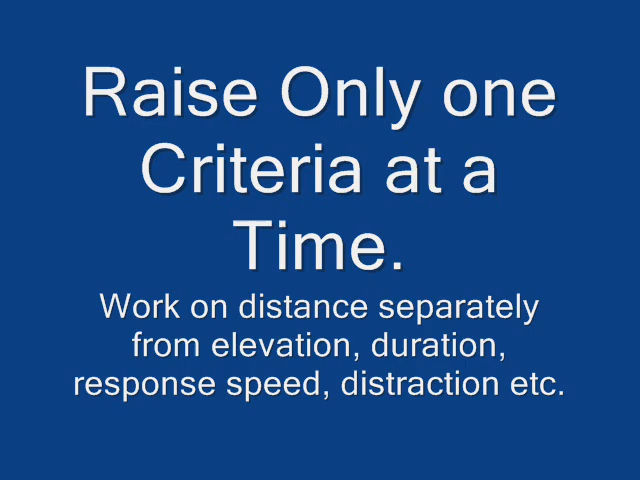 Raise Only one
Criteria at a
Time.
Work on distance separately
from elevation, duration,
response speed, distraction etc.